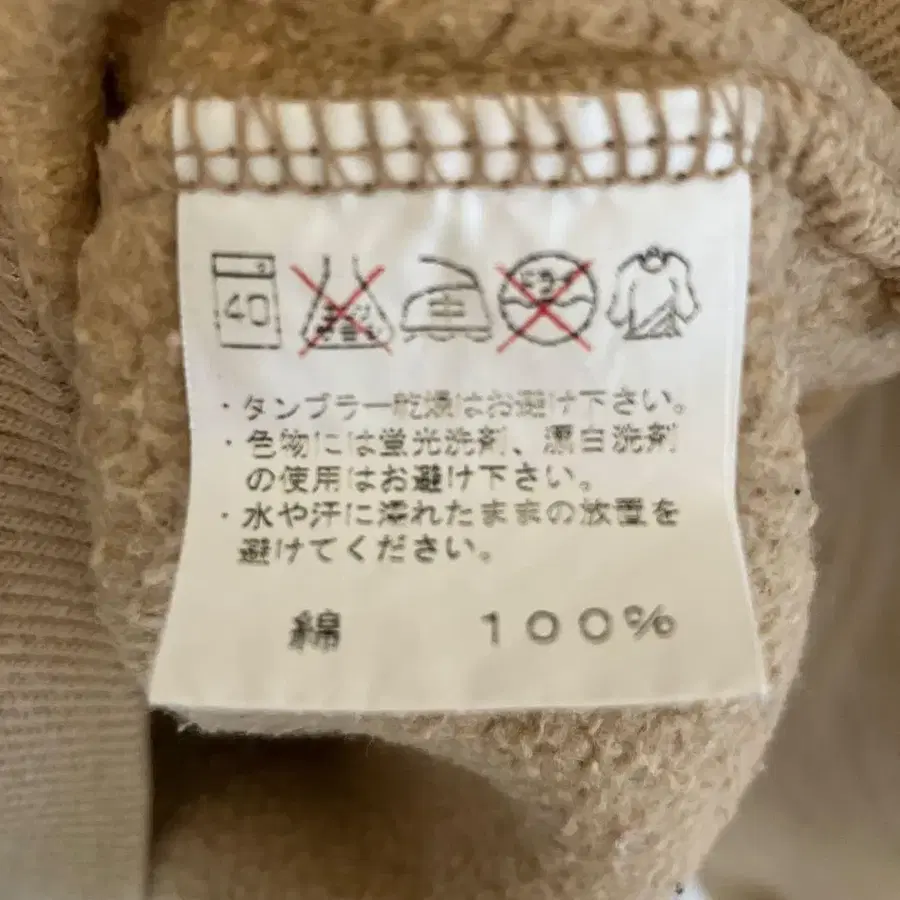 40
ドライ
・タンブラー乾燥はお避け下さい。
・色物には蛍光洗剤、漂白洗剤
の使用はお避け下さい。
・水や汗に濡れたままの放置を
避けてください。
綿 100%